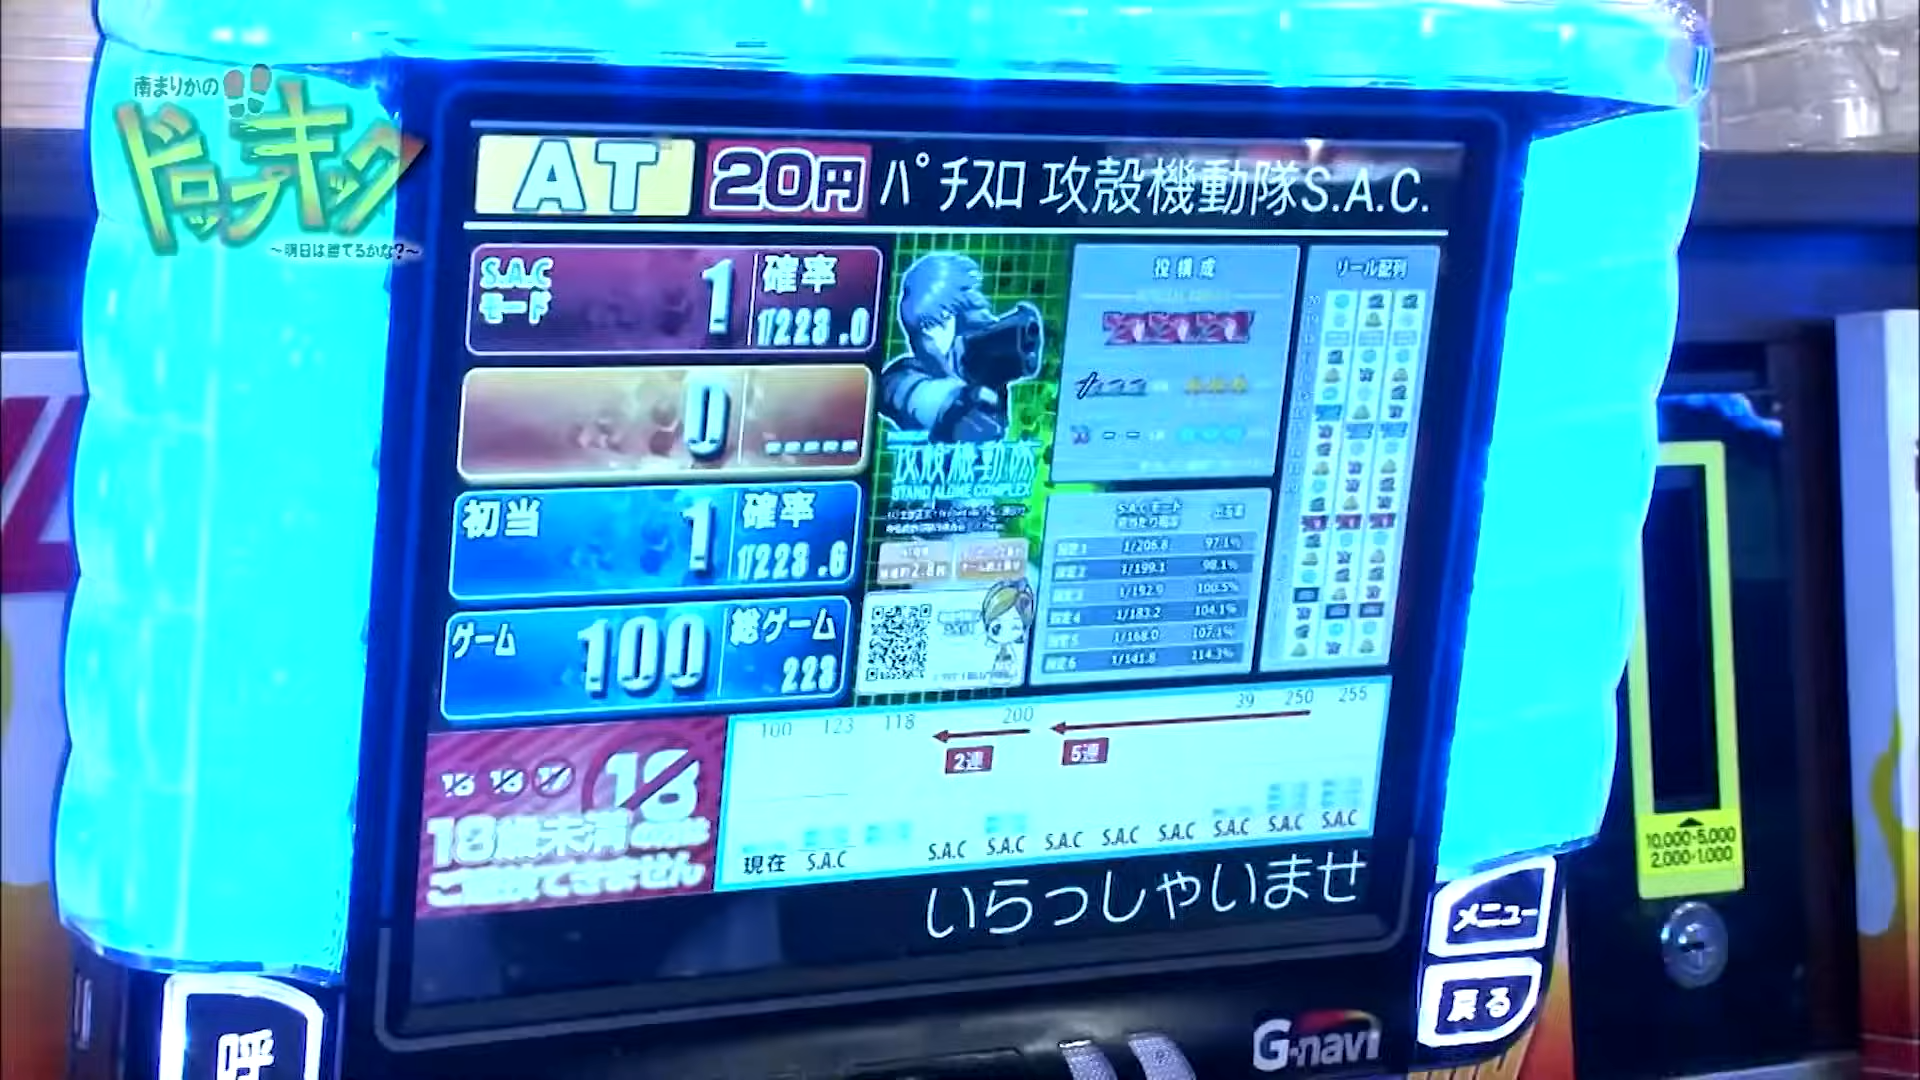 南まりかの
ドロップキック
～明日は勝てるかな?～
AT 20円 パチスロ 攻殻機動隊S.A.C.
S.A.C
モード
1
確率
1/223.0
0
-----
初当
1
確率
1/223.6
ゲーム
100
総ゲーム
223
攻殻機動隊
STAND ALONE COMPLEX
役構成
リール配列
S.A.Cモード
設定1 1/206.8 97.1%
設定2 1/199.1 98.1%
設定3 1/192.9 100.5%
設定4 1/183.2 104.1%
設定5 1/168.0 107.1%
設定6 1/141.8 114.3%
100 123 118 200 39 250 255
2連 5連
現在 S.A.C S.A.C S.A.C S.A.C S.A.C S.A.C S.A.C S.A.C S.A.C
18
18歳未満の方は
ご遊技できません
いらっしゃいませ
メニュー
戻る
呼
G-navi
10,000・5,000
2,000・1,000